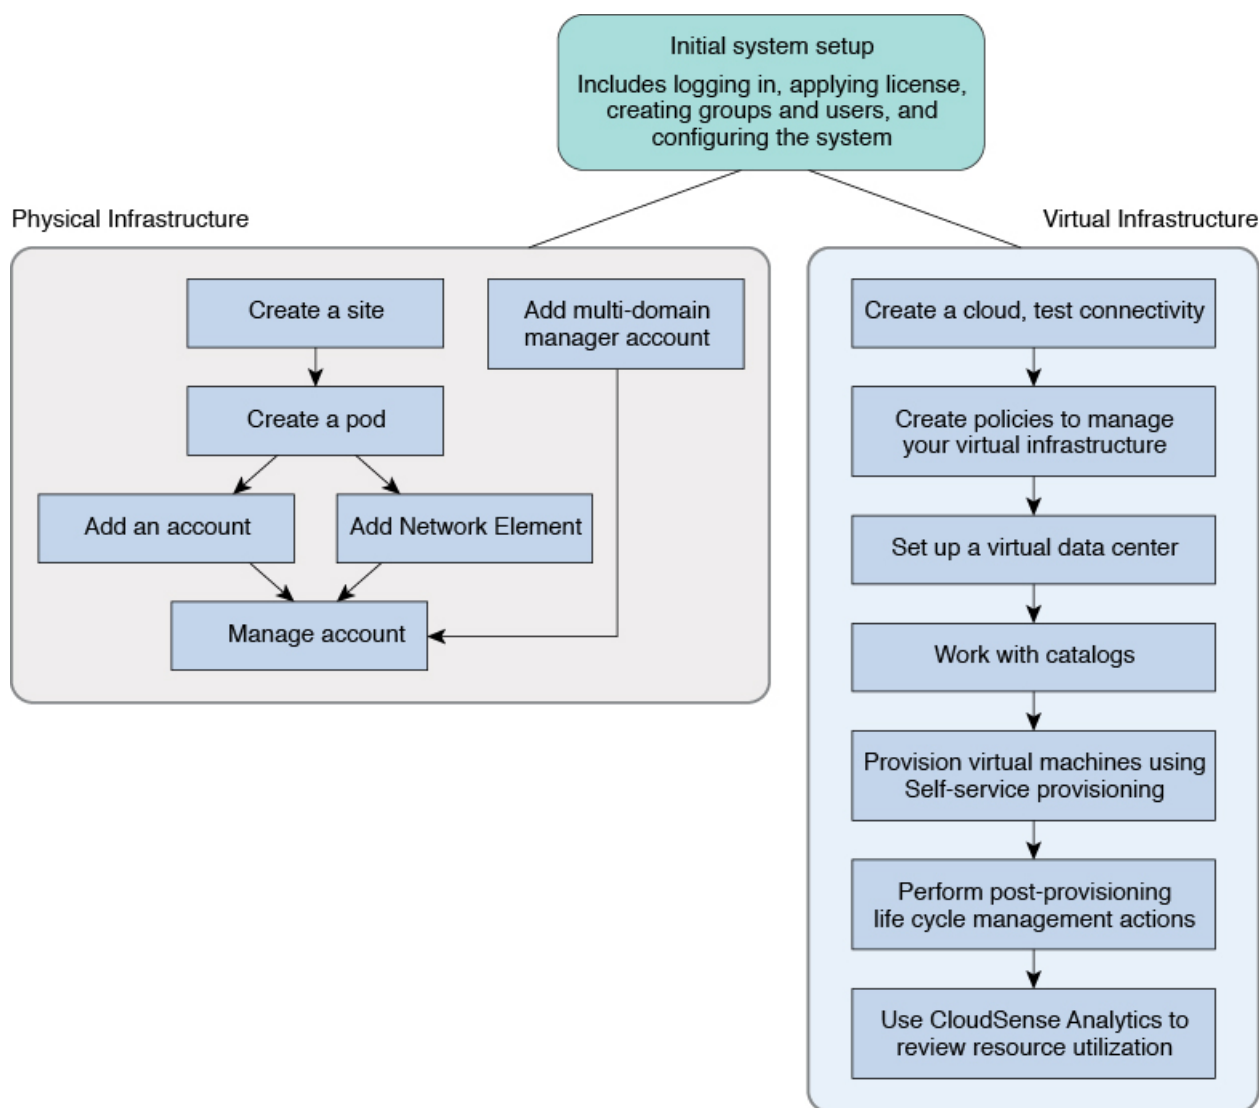 Initial system setup
Includes logging in, applying license,
creating groups and users, and
configuring the system
Physical Infrastructure
Create a site
Add multi-domain
manager account
Create a pod
Add an account
Add Network Element
Manage account
Virtual Infrastructure
Create a cloud, test connectivity
Create policies to manage
your virtual infrastructure
Set up a virtual data center
Work with catalogs
Provision virtual machines using
Self-service provisioning
Perform post-provisioning
life cycle management actions
Use CloudSense Analytics to
review resource utilization